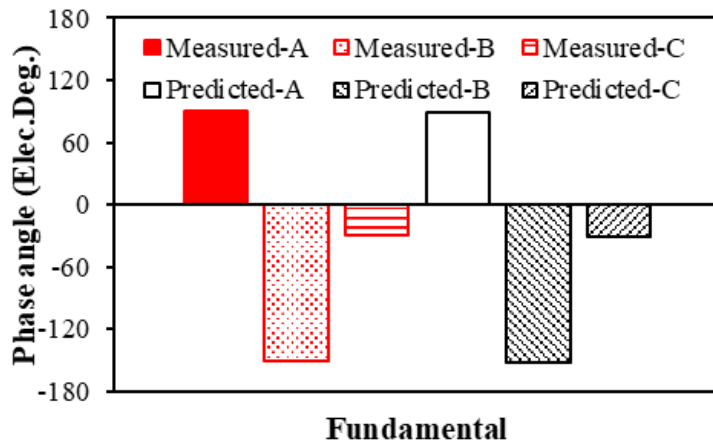 180
120
60
0
-60
-120
-180
Phase angle (Elec.Deg.)
Measured-A Measured-B Measured-C
Predicted-A Predicted-B Predicted-C
Fundamental